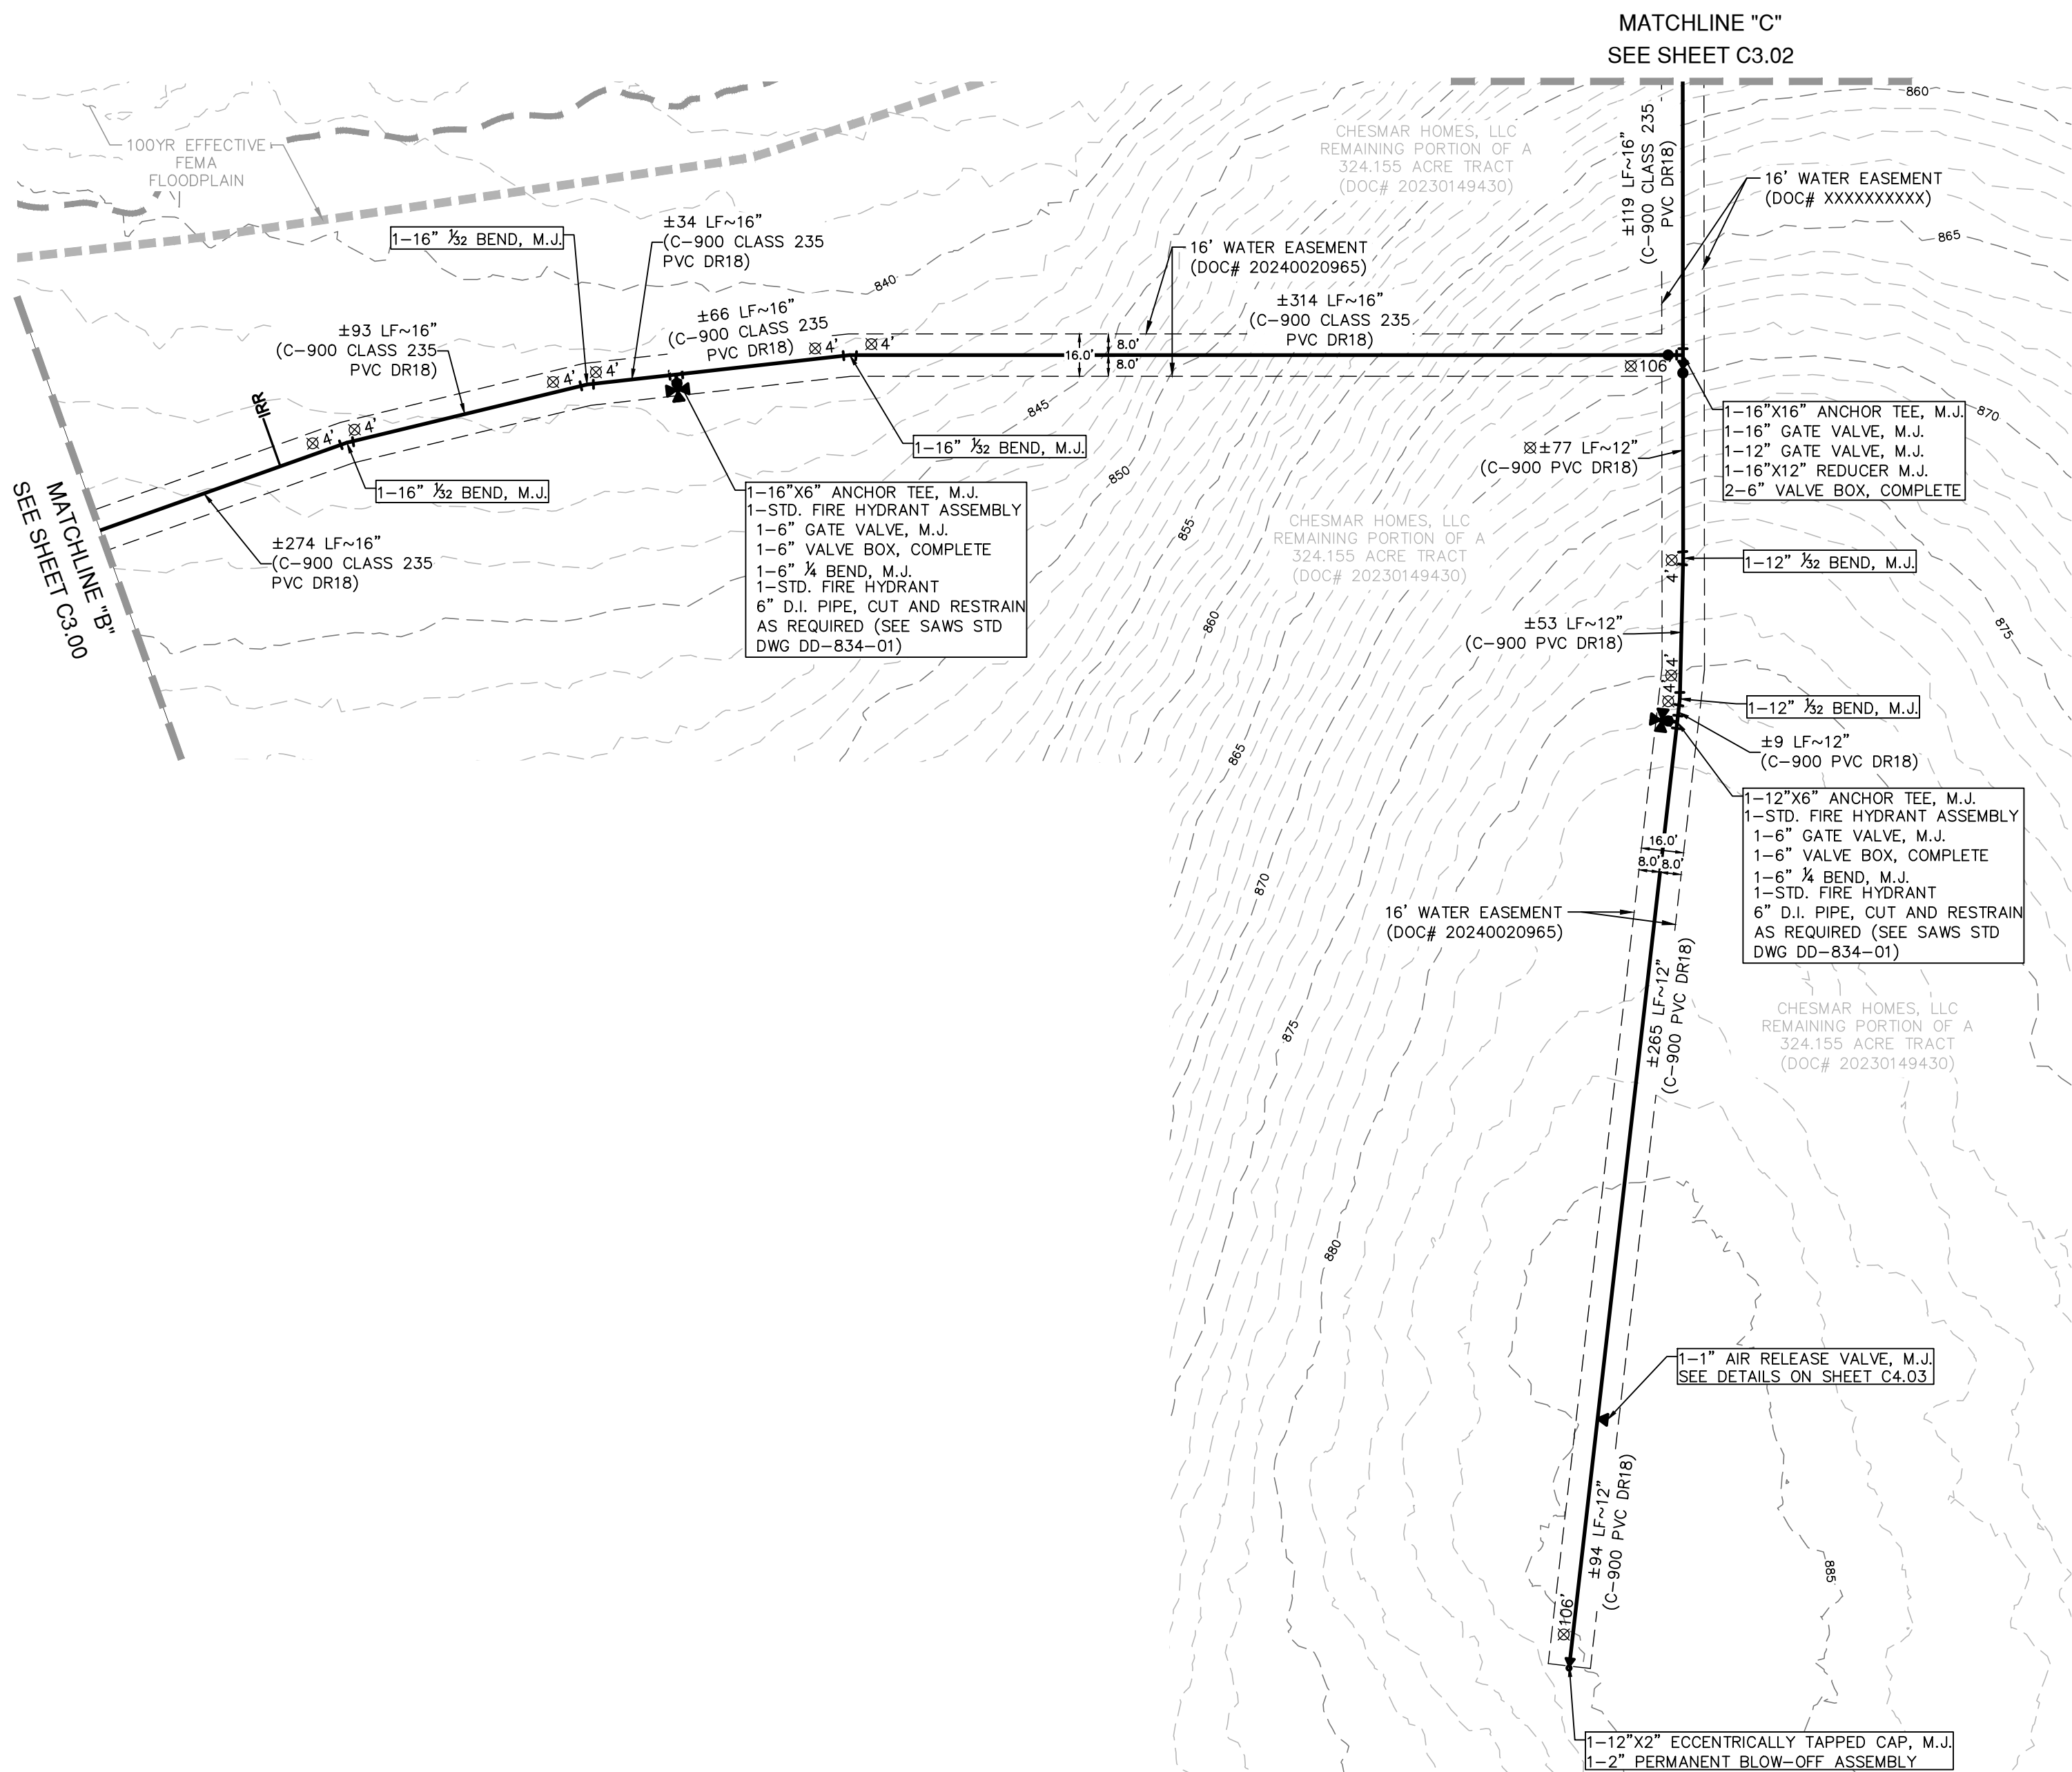 MATCHLINE "C"
SEE SHEET C3.02
860
100YR EFFECTIVE
FEMA
FLOODPLAIN
CHESMAR HOMES, LLC
REMAINING PORTION OF A
324.155 ACRE TRACT
(DOC# 20230149430)
±119 LF~16”
(C-900 CLASS 235
PVC DR18)
16' WATER EASEMENT
(DOC# XXXXXXXXXX)
865
1-16” 1⁄32 BEND, M.J.
±34 LF~16”
(C-900 CLASS 235
PVC DR18)
16' WATER EASEMENT
(DOC# 20240020965)
840
±314 LF~16”
(C-900 CLASS 235
PVC DR18)
±93 LF~16”
(C-900 CLASS 235
PVC DR18)
±66 LF~16”
(C-900 CLASS 235
PVC DR18)
4'
4'
16.0'
8.0'
8.0'
106'
4'
4'
IRR
4'
4'
845
870
1-16”X16” ANCHOR TEE, M.J.
1-16” GATE VALVE, M.J.
1-12” GATE VALVE, M.J.
1-16”X12” REDUCER M.J.
2-6” VALVE BOX, COMPLETE
1-16” 1⁄32 BEND, M.J.
1-16” 1⁄32 BEND, M.J.
±77 LF~12”
(C-900 PVC DR18)
850
855
MATCHLINE "B"
SEE SHEET C3.00
±274 LF~16”
(C-900 CLASS 235
PVC DR18)
1-16”X6” ANCHOR TEE, M.J.
1-STD. FIRE HYDRANT ASSEMBLY
1-6” GATE VALVE, M.J.
1-6” VALVE BOX, COMPLETE
1-6” 1⁄4 BEND, M.J.
1-STD. FIRE HYDRANT
6” D.I. PIPE, CUT AND RESTRAIN
AS REQUIRED (SEE SAWS STD
DWG DD-834-01)
CHESMAR HOMES, LLC
REMAINING PORTION OF A
324.155 ACRE TRACT
(DOC# 20230149430)
4'
1-12” 1⁄32 BEND, M.J.
860
875
±53 LF~12”
(C-900 PVC DR18)
4'
4'
1-12” 1⁄32 BEND, M.J.
865
±9 LF~12”
(C-900 PVC DR18)
1-12”X6” ANCHOR TEE, M.J.
1-STD. FIRE HYDRANT ASSEMBLY
1-6” GATE VALVE, M.J.
1-6” VALVE BOX, COMPLETE
1-6” 1⁄4 BEND, M.J.
1-STD. FIRE HYDRANT
6” D.I. PIPE, CUT AND RESTRAIN
AS REQUIRED (SEE SAWS STD
DWG DD-834-01)
16.0'
8.0'
8.0'
870
16' WATER EASEMENT
(DOC# 20240020965)
±265 LF~12”
(C-900 PVC DR18)
875
CHESMAR HOMES, LLC
REMAINING PORTION OF A
324.155 ACRE TRACT
(DOC# 20230149430)
880
1-1” AIR RELEASE VALVE, M.J.
SEE DETAILS ON SHEET C4.03
±94 LF~12”
(C-900 PVC DR18)
885
106'
1-12”X2” ECCENTRICALLY TAPPED CAP, M.J.
1-2” PERMANENT BLOW-OFF ASSEMBLY